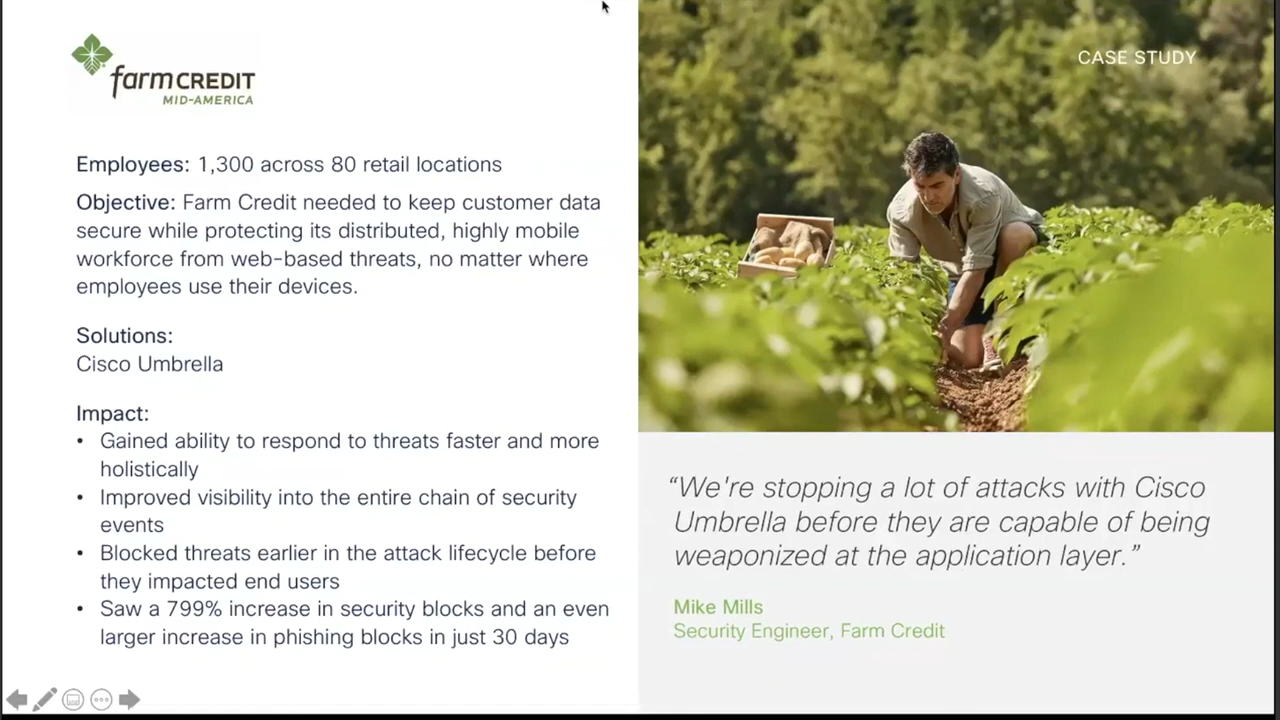 farm CREDIT
MID-AMERICA
Employees: 1,300 across 80 retail locations
Objective: Farm Credit needed to keep customer data
secure while protecting its distributed, highly mobile
workforce from web-based threats, no matter where
employees use their devices.
Solutions:
Cisco Umbrella
Impact:
• Gained ability to respond to threats faster and more
holistically
• Improved visibility into the entire chain of security
events
• Blocked threats earlier in the attack lifecycle before
they impacted end users
• Saw a 799% increase in security blocks and an even
larger increase in phishing blocks in just 30 days
CASE STUDY
“We're stopping a lot of attacks with Cisco
Umbrella before they are capable of being
weaponized at the application layer.”
Mike Mills
Security Engineer, Farm Credit